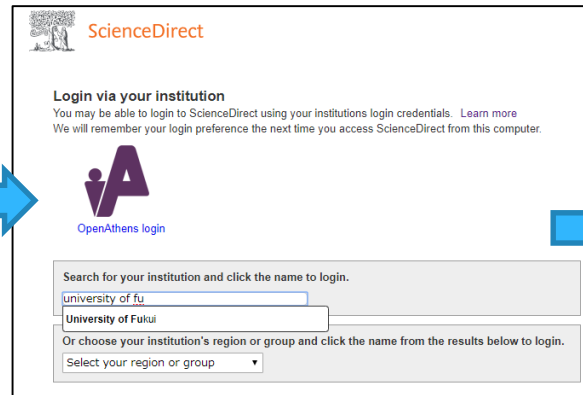 ScienceDirect
Login via your institution
You may be able to login to ScienceDirect using your institutions login credentials. Learn more
We will remember your login preference the next time you access ScienceDirect from this computer.
OpenAthens login
Search for your institution and click the name to login.
university of fu
University of Fukui
Or choose your institution's region or group and click the name from the results below to login.
Select your region or group